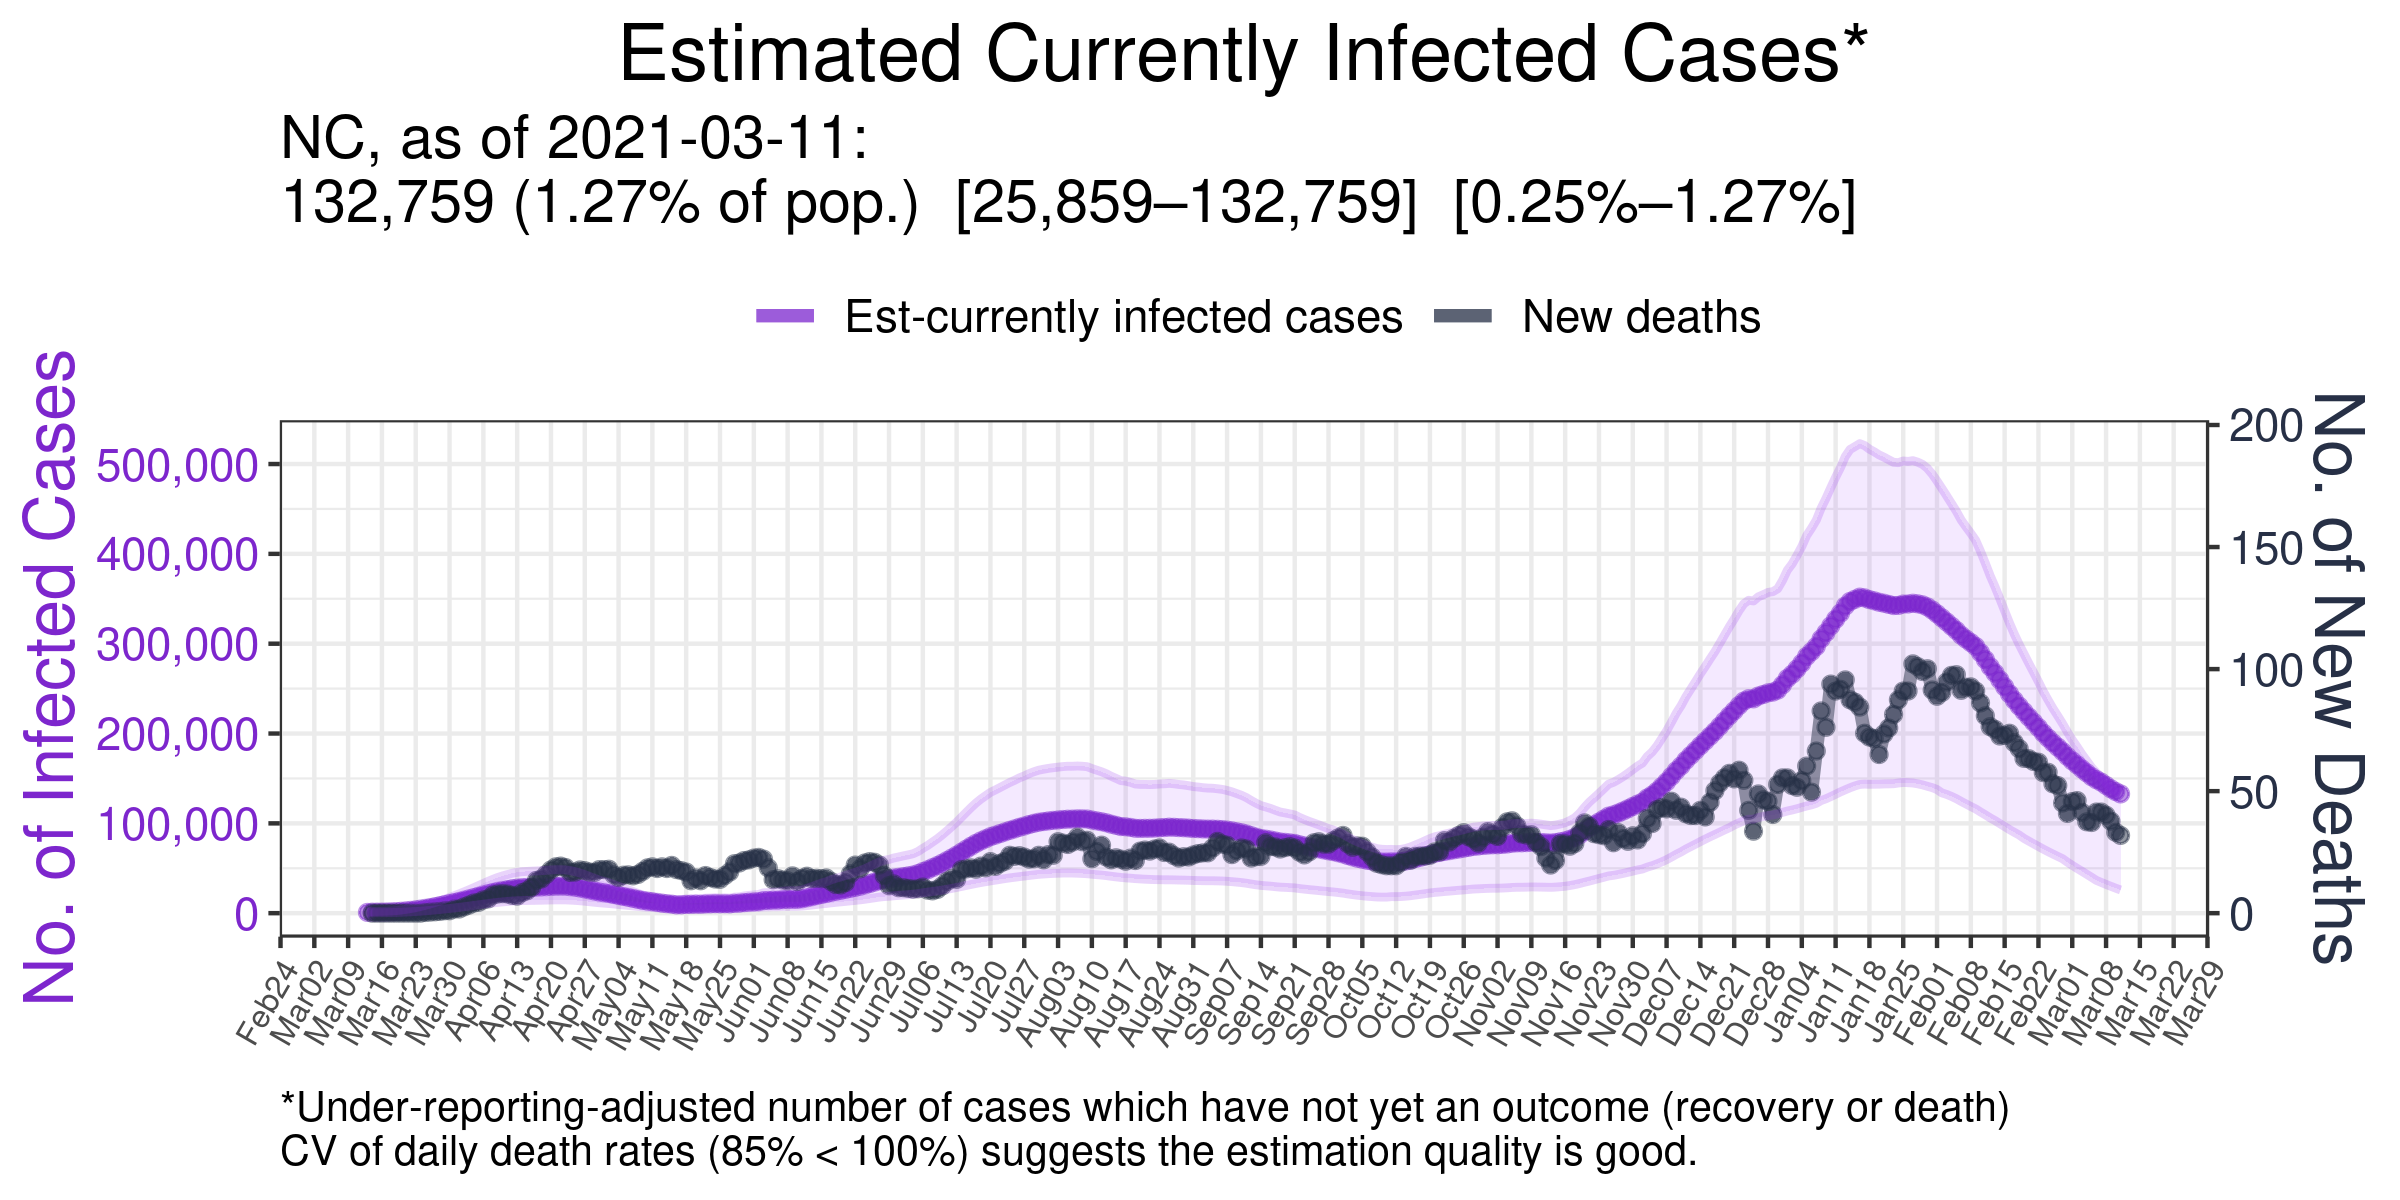 Estimated Currently Infected Cases*
NC, as of 2021-03-11:
132,759 (1.27% of pop.) [25,859–132,759] [0.25%–1.27%]
Est-currently infected cases New deaths
No. of Infected Cases
500,000
400,000
300,000
200,000
100,000
0
200
150
100
50
0
No. of New Deaths
Feb24 Mar02 Mar09 Mar16 Mar23 Mar30 Apr06 Apr13 Apr20 Apr27 May04 May11 May18 May25 Jun01 Jun08 Jun15 Jun22 Jun29 Jul06 Jul13 Jul20 Jul27 Aug03 Aug10 Aug17 Aug24 Aug31 Sep07 Sep14 Sep21 Sep28 Oct05 Oct12 Oct19 Oct26 Nov02 Nov09 Nov16 Nov23 Nov30 Dec07 Dec14 Dec21 Dec28 Jan04 Jan11 Jan18 Jan25 Feb01 Feb08 Feb15 Feb22 Mar01 Mar08 Mar15 Mar22 Mar29
*Under-reporting-adjusted number of cases which have not yet an outcome (recovery or death)
CV of daily death rates (85% < 100%) suggests the estimation quality is good.